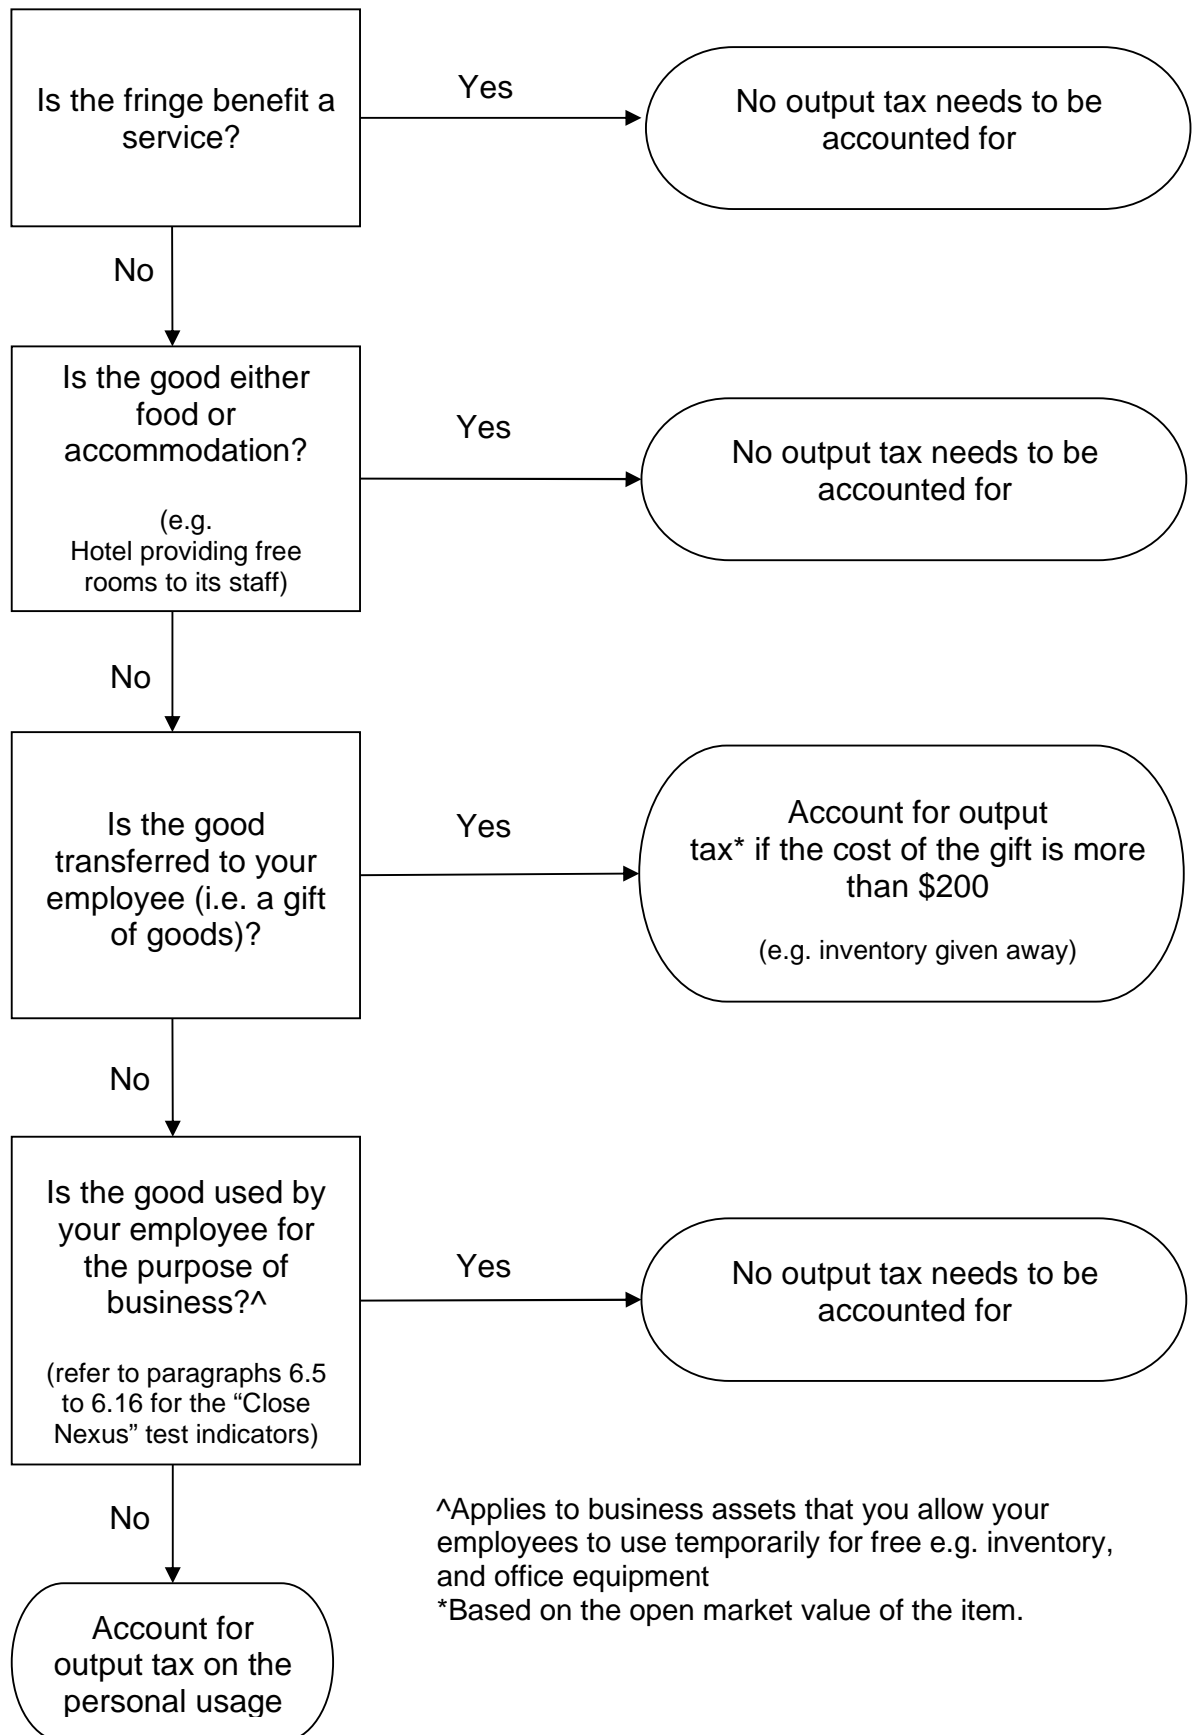 Is the fringe benefit a
service?
Yes
No output tax needs to be
accounted for
No
Is the good either
food or
accommodation?
(e.g.
Hotel providing free
rooms to its staff)
Yes
No output tax needs to be
accounted for
No
Is the good
transferred to your
employee (i.e. a gift
of goods)?
Yes
Account for output
tax* if the cost of the gift is more
than $200
(e.g. inventory given away)
No
Is the good used by
your employee for
the purpose of
business?^
(refer to paragraphs 6.5
to 6.16 for the “Close
Nexus” test indicators)
Yes
No output tax needs to be
accounted for
No
Account for
output tax on the
personal usage
^Applies to business assets that you allow your
employees to use temporarily for free e.g. inventory,
and office equipment
*Based on the open market value of the item.